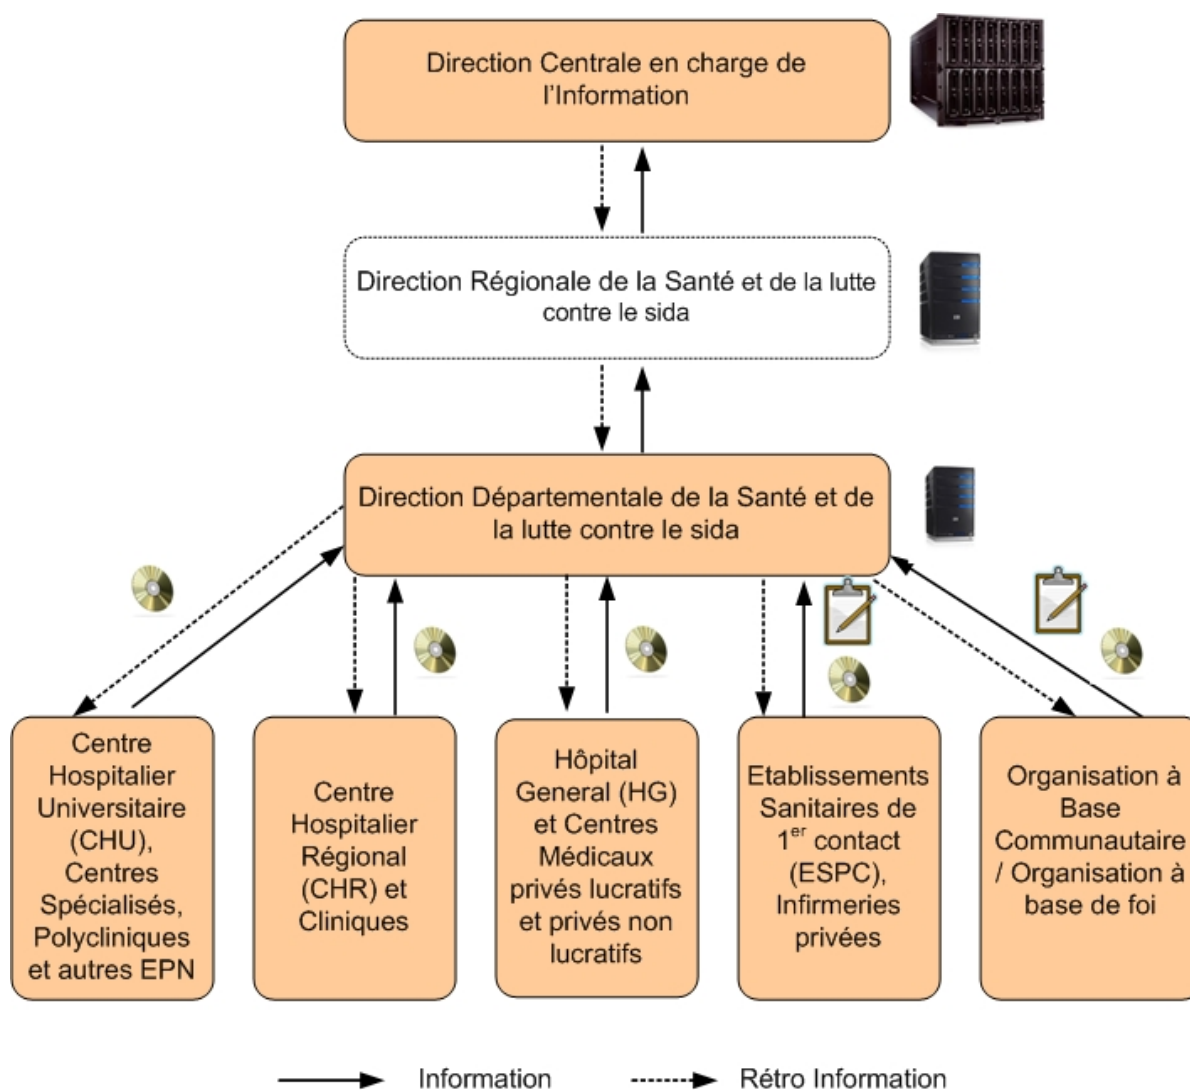 Direction Centrale en charge de
l'Information
Direction Régionale de la Santé et de la lutte
contre le sida
Direction Départementale de la Santé et de
la lutte contre le sida
Centre
Hospitalier
Universitaire
(CHU),
Centres
Spécialisés,
Polycliniques
et autres EPN
Centre
Hospitalier
Régional
(CHR) et
Cliniques
Hôpital
General (HG)
et Centres
Médicaux
privés lucratifs
et privés non
lucratifs
Etablissements
Sanitaires de
1er contact
(ESPC),
Infirmeries
privées
Organisation à
Base
Communautaire
/ Organisation à
base de foi
Information
Rétro Information